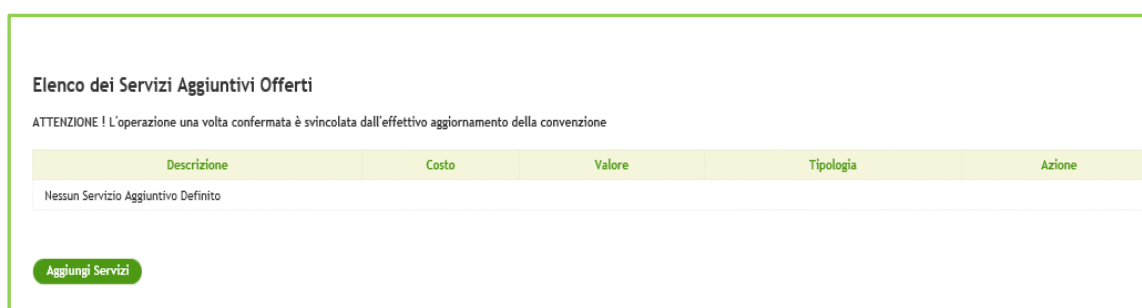 Elenco dei Servizi Aggiuntivi Offerti
ATTENZIONE ! L'operazione una volta confermata è svincolata dall'effettivo aggiornamento della convenzione
Descrizione Costo Valore Tipologia Azione
Nessun Servizio Aggiuntivo Definito
Aggiungi Servizi